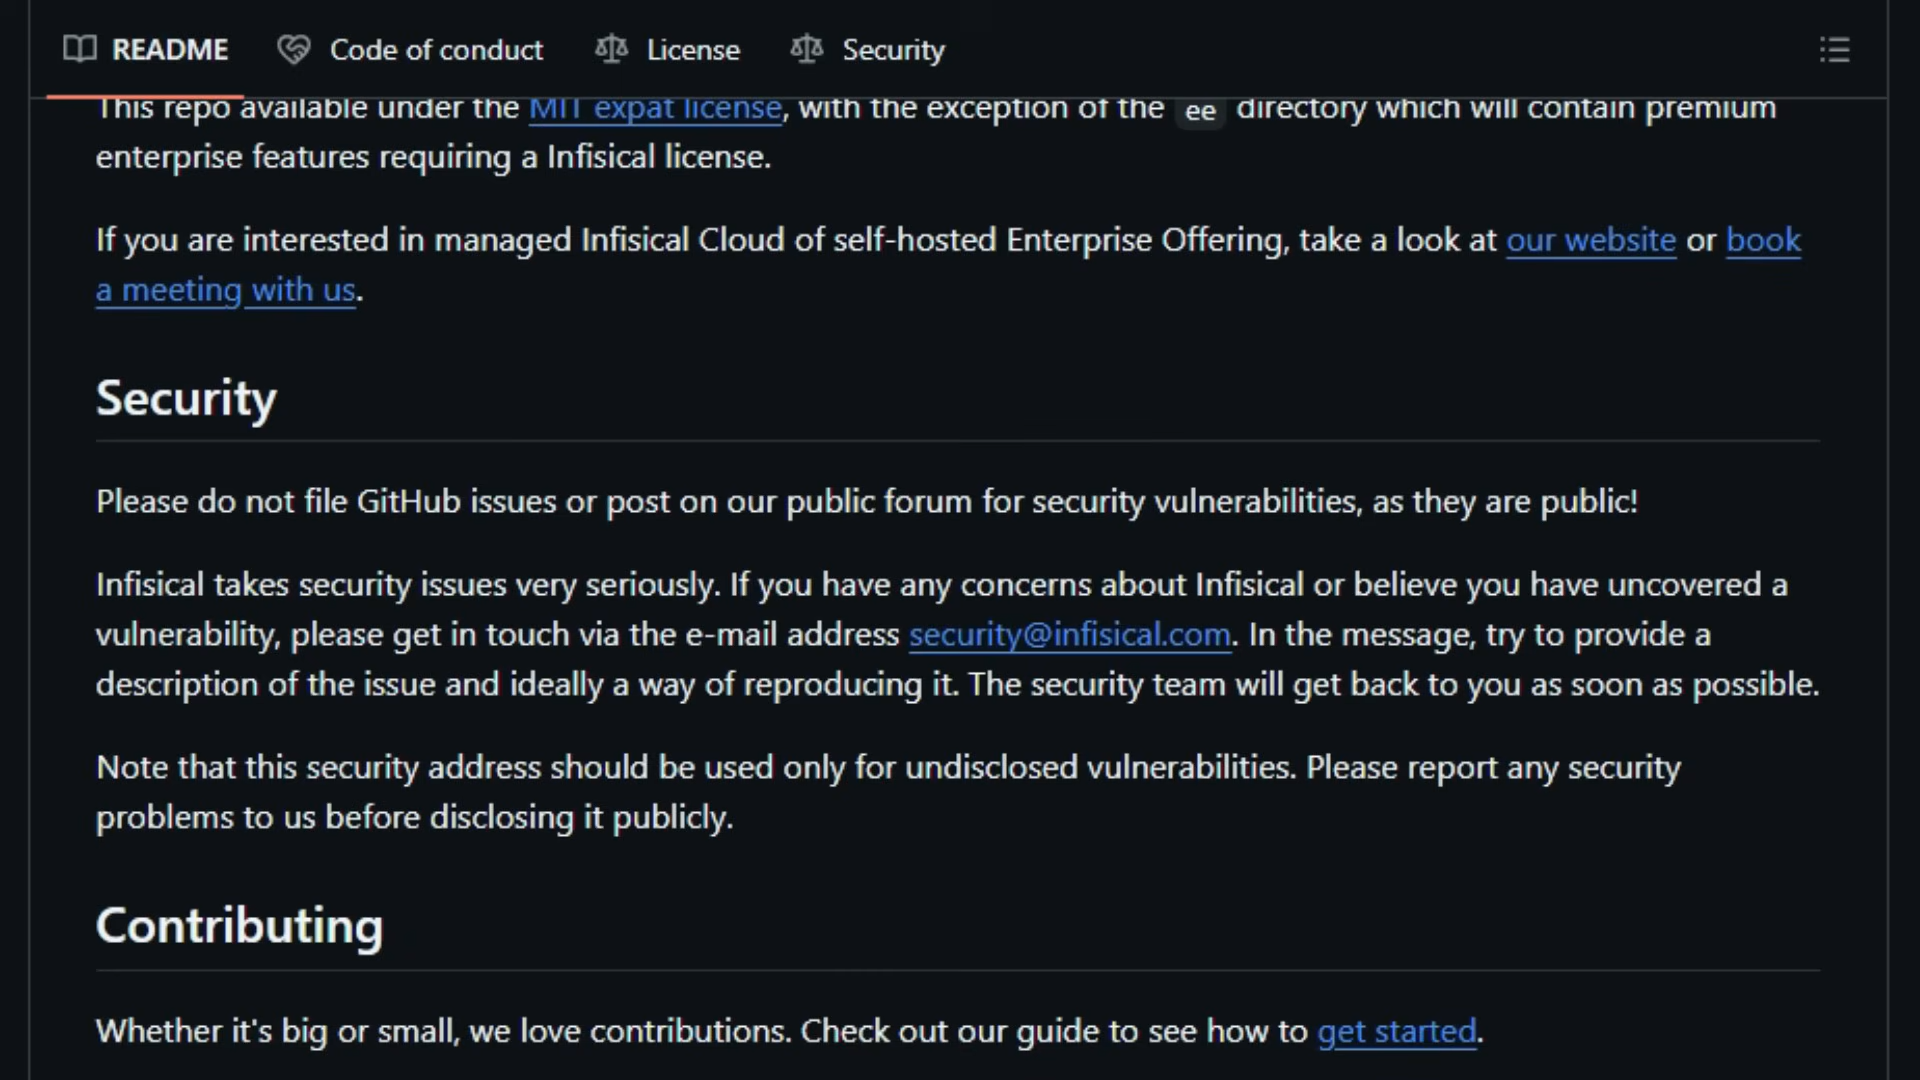 README Code of conduct License Security
This repo available under the MIT expat license, with the exception of the ee directory which will contain premium
enterprise features requiring a Infisical license.
If you are interested in managed Infisical Cloud of self-hosted Enterprise Offering, take a look at our website or book
a meeting with us.
Security
Please do not file GitHub issues or post on our public forum for security vulnerabilities, as they are public!
Infisical takes security issues very seriously. If you have any concerns about Infisical or believe you have uncovered a
vulnerability, please get in touch via the e-mail address security@infisical.com. In the message, try to provide a
description of the issue and ideally a way of reproducing it. The security team will get back to you as soon as possible.
Note that this security address should be used only for undisclosed vulnerabilities. Please report any security
problems to us before disclosing it publicly.
Contributing
Whether it's big or small, we love contributions. Check out our guide to see how to get started.